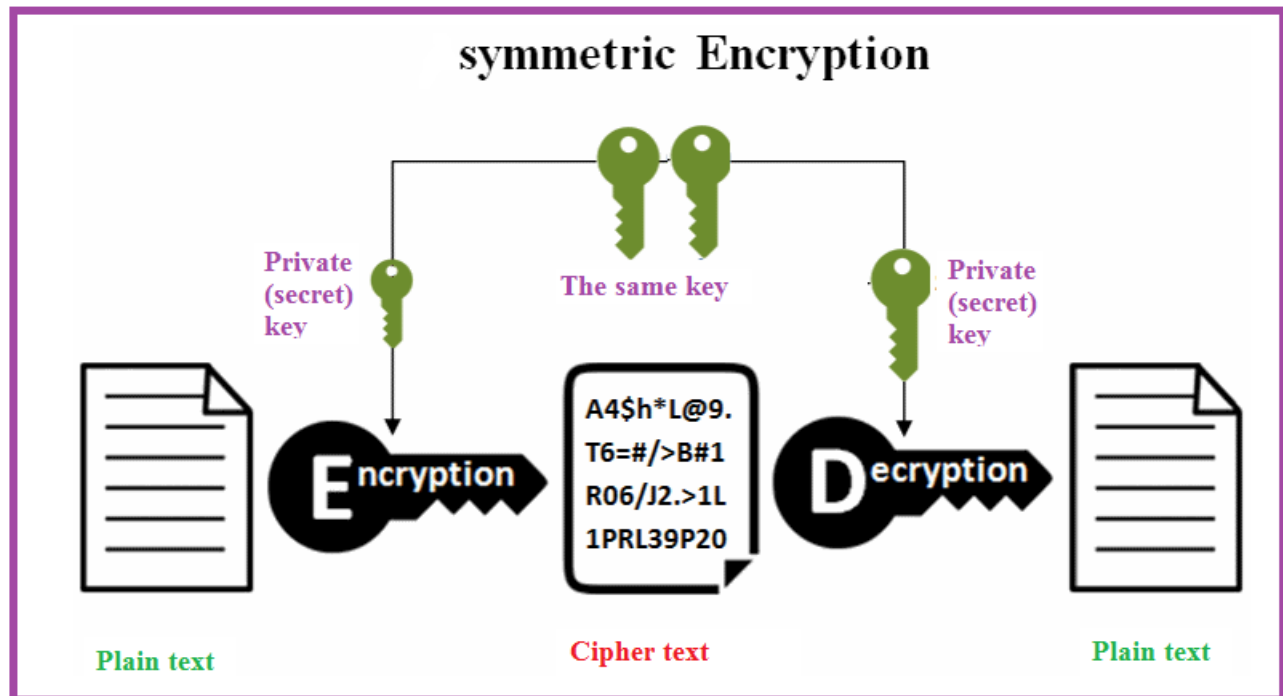 symmetric Encryption
Private
(secret)
key
The same key
Private
(secret)
key
Encryption
A4$h*L@9.
T6=#/>B#1
R06/J2.>1L
1PRL39P20
Decryption
Plain text
Cipher text
Plain text